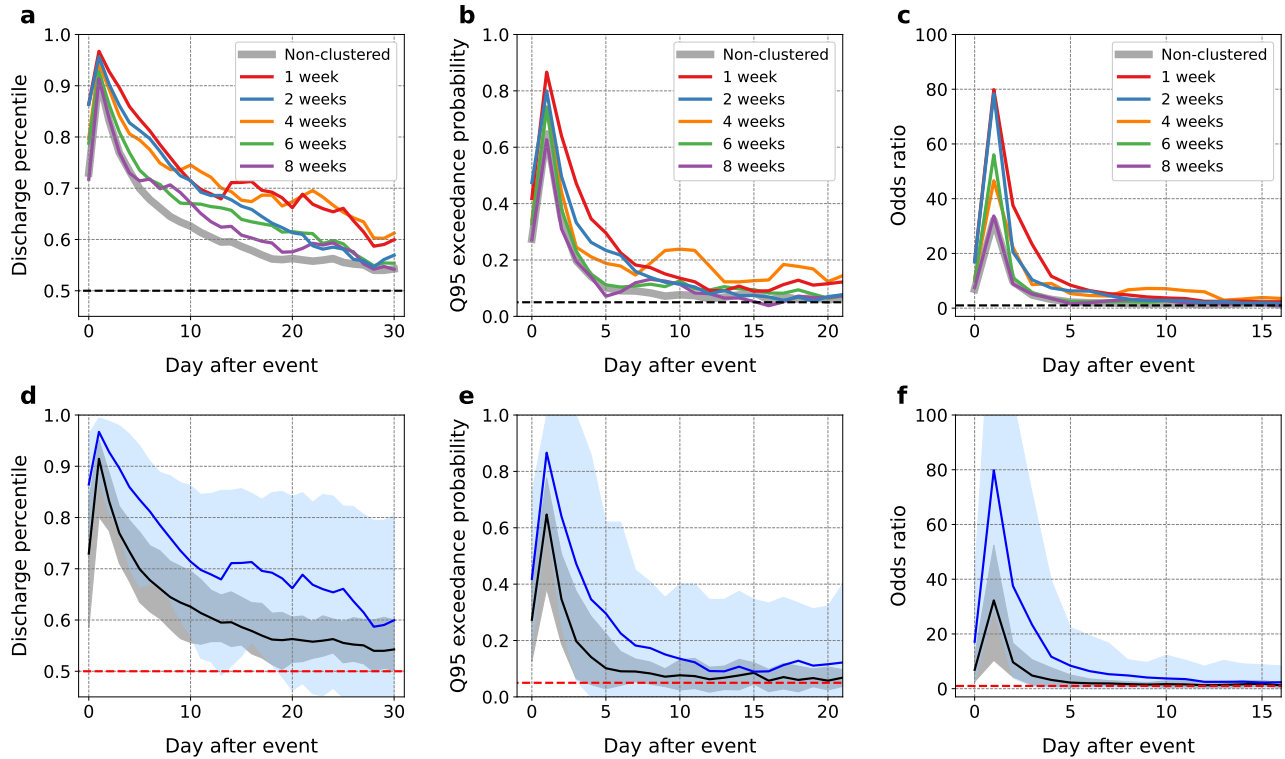 a
1.0
0.9
0.8
0.7
0.6
0.5
0
10
20
30
Discharge percentile
Day after event
Non-clustered
1 week
2 weeks
4 weeks
6 weeks
8 weeks
b
1.0
0.8
0.6
0.4
0.2
0.0
0
5
10
15
20
Q95 exceedance probability
Day after event
Non-clustered
1 week
2 weeks
4 weeks
6 weeks
8 weeks
c
100
80
60
40
20
0
0
5
10
15
Odds ratio
Day after event
Non-clustered
1 week
2 weeks
4 weeks
6 weeks
8 weeks
d
1.0
0.9
0.8
0.7
0.6
0.5
0
10
20
30
Discharge percentile
Day after event
e
1.0
0.8
0.6
0.4
0.2
0.0
0
5
10
15
20
Q95 exceedance probability
Day after event
f
100
80
60
40
20
0
0
5
10
15
Odds ratio
Day after event